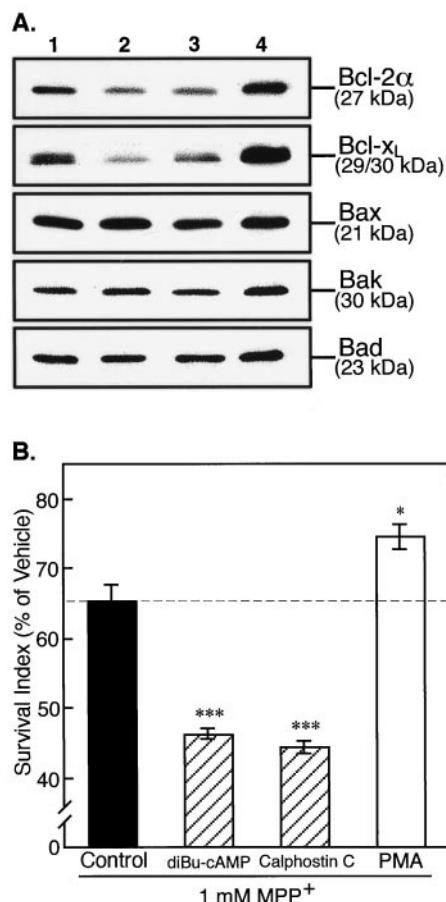 A.
1 2 3 4
Bcl-2α
(27 kDa)
Bcl-xL
(29/30 kDa)
Bax
(21 kDa)
Bak
(30 kDa)
Bad
(23 kDa)
B.
Survival Index (% of Vehicle)
80
70
60
50
40
0
*
***
***
Control diBu-cAMP Calphostin C PMA
1 mM MPP+